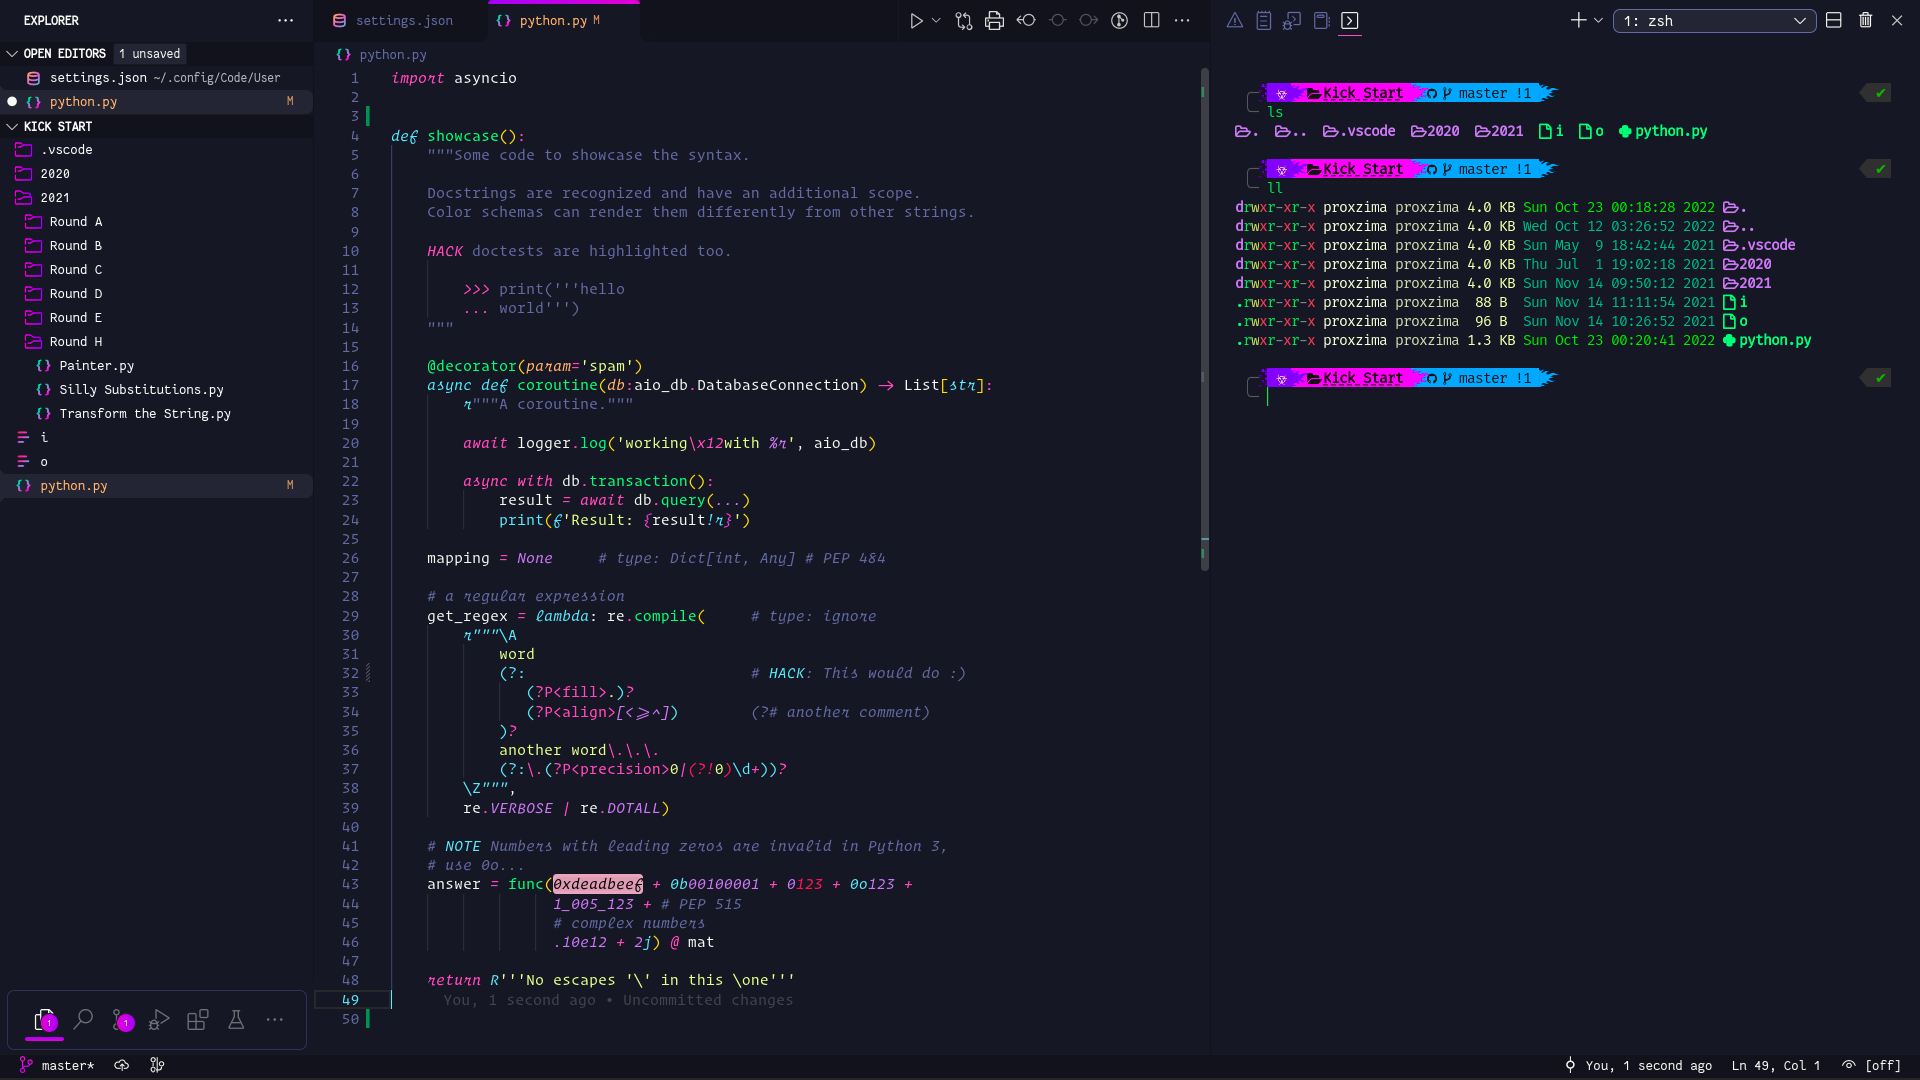 EXPLORER
OPEN EDITORS 1 unsaved
settings.json ~/.config/Code/User
python.py M
KICK START
.vscode
2020
2021
Round A
Round B
Round C
Round D
Round E
Round H
Painter.py
Silly Substitutions.py
Transform the String.py
i
o
python.py M
1 1
master*
settings.json
python.py M
python.py
1 import asyncio
2
3
4 def showcase():
5 """Some code to showcase the syntax.
6
7 Docstrings are recognized and have an additional scope.
8 Color schemas can render them differently from other strings.
9
10 HACK doctests are highlighted too.
11
12 >>> print('''hello
13 ... world''')
14 """
15
16 @decorator(param='spam')
17 async def coroutine(db:aio_db.DatabaseConnection) -> List[str]:
18 r"""A coroutine."""
19
20 await logger.log('working\x12with %r', aio_db)
21
22 async with db.transaction():
23 result = await db.query(...)
24 print(f'Result: {result!r}')
25
26 mapping = None # type: Dict[int, Any] # PEP 484
27
28 # a regular expression
29 get_regex = lambda: re.compile( # type: ignore
30 r"""\A
31 word
32 (?: # HACK: This would do :)
33 (?P<fill>.)?
34 (?P<align>[<>=^]) (?# another comment)
35 )?
36 another word\.\.\.
37 (?:\.(?P<precision>0|(?!0)\d+))?
38 \Z""",
39 re.VERBOSE | re.DOTALL)
40
41 # NOTE Numbers with leading zeros are invalid in Python 3,
42 # use 0o...
43 answer = func(0xdeadbeef + 0b00100001 + 0123 + 0o123 +
44 1_005_123 + # PEP 515
45 # complex numbers
46 .10e12 + 2j) @ mat
47
48 return R'''No escapes '\' in this \one'''
49 You, 1 second ago • Uncommitted changes
50
1: zsh
Kick Start master !1 ✔
ls
. .. .vscode 2020 2021 i o python.py
Kick Start master !1 ✔
ll
drwxr-xr-x proxzima proxzima 4.0 KB Sun Oct 23 00:18:28 2022 .
drwxr-xr-x proxzima proxzima 4.0 KB Wed Oct 12 03:26:52 2022 ..
drwxr-xr-x proxzima proxzima 4.0 KB Sun May 9 18:42:44 2021 .vscode
drwxr-xr-x proxzima proxzima 4.0 KB Thu Jul 1 19:02:18 2021 2020
drwxr-xr-x proxzima proxzima 4.0 KB Sun Nov 14 09:50:12 2021 2021
.rwxr-xr-x proxzima proxzima 88 B Sun Nov 14 11:11:54 2021 i
.rwxr-xr-x proxzima proxzima 96 B Sun Nov 14 10:26:52 2021 o
.rwxr-xr-x proxzima proxzima 1.3 KB Sun Oct 23 00:20:41 2022 python.py
Kick Start master !1 ✔
You, 1 second ago Ln 49, Col 1 [off]